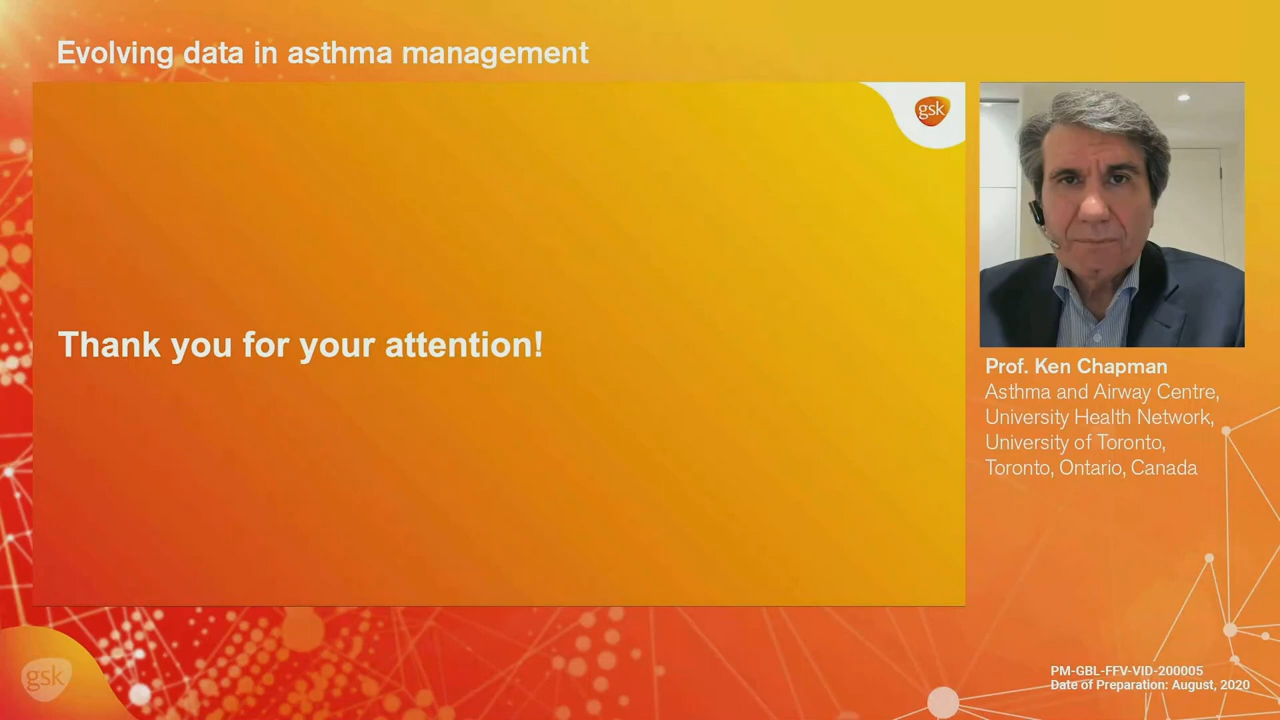 Evolving data in asthma management
gsk
Thank you for your attention!
Prof. Ken Chapman
Asthma and Airway Centre,
University Health Network,
University of Toronto,
Toronto, Ontario, Canada
gsk
PM-GBL-FFV-VID-200005
Date of Preparation: August, 2020